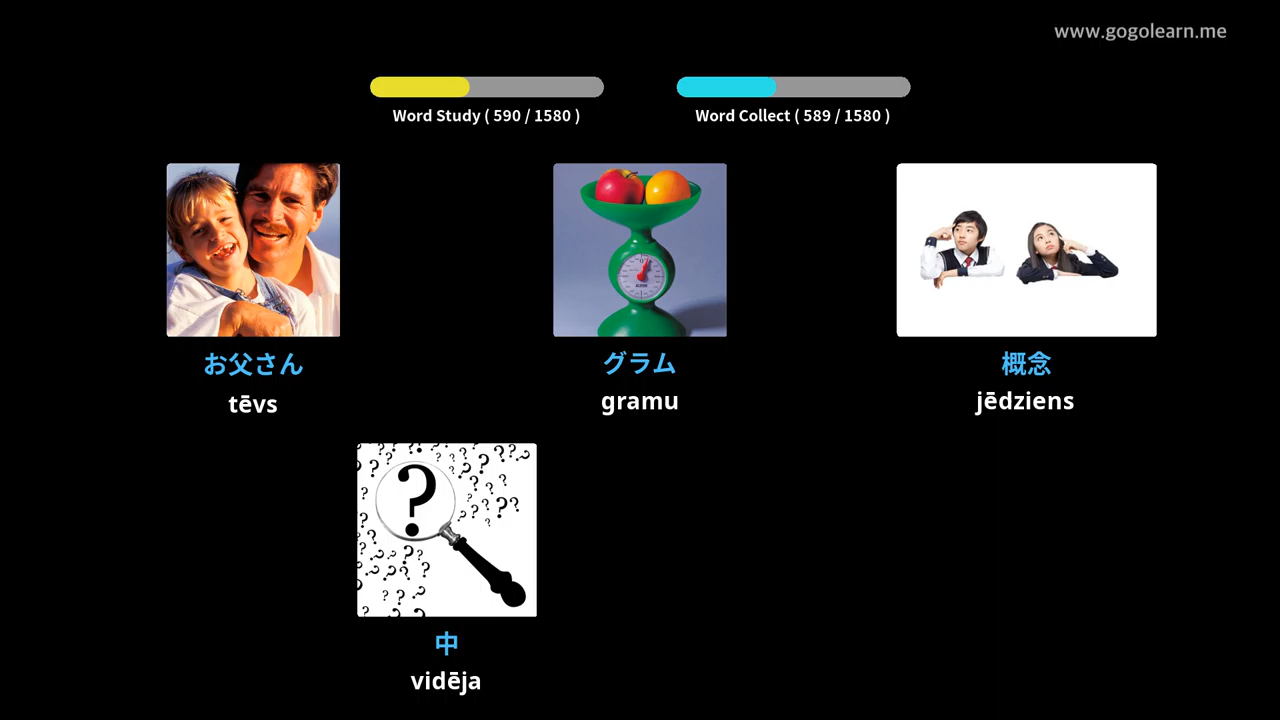 www.gogolearn.me
Word Study ( 590 / 1580 )
Word Collect ( 589 / 1580 )
お父さん
tēvs
グラム
gramu
概念
jēdziens
中
vidēja